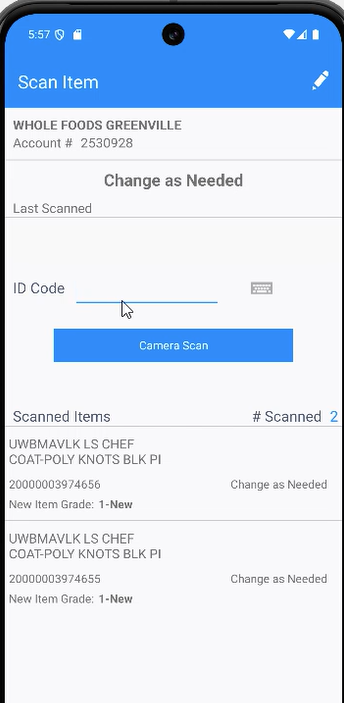 5:57
Scan Item
WHOLE FOODS GREENVILLE
Account # 2530928
Change as Needed
Last Scanned
ID Code
Camera Scan
Scanned Items # Scanned 2
UWBMAVLK LS CHEF
COAT-POLY KNOTS BLK PI
20000003974656 Change as Needed
New Item Grade: 1-New
UWBMAVLK LS CHEF
COAT-POLY KNOTS BLK PI
20000003974655 Change as Needed
New Item Grade: 1-New